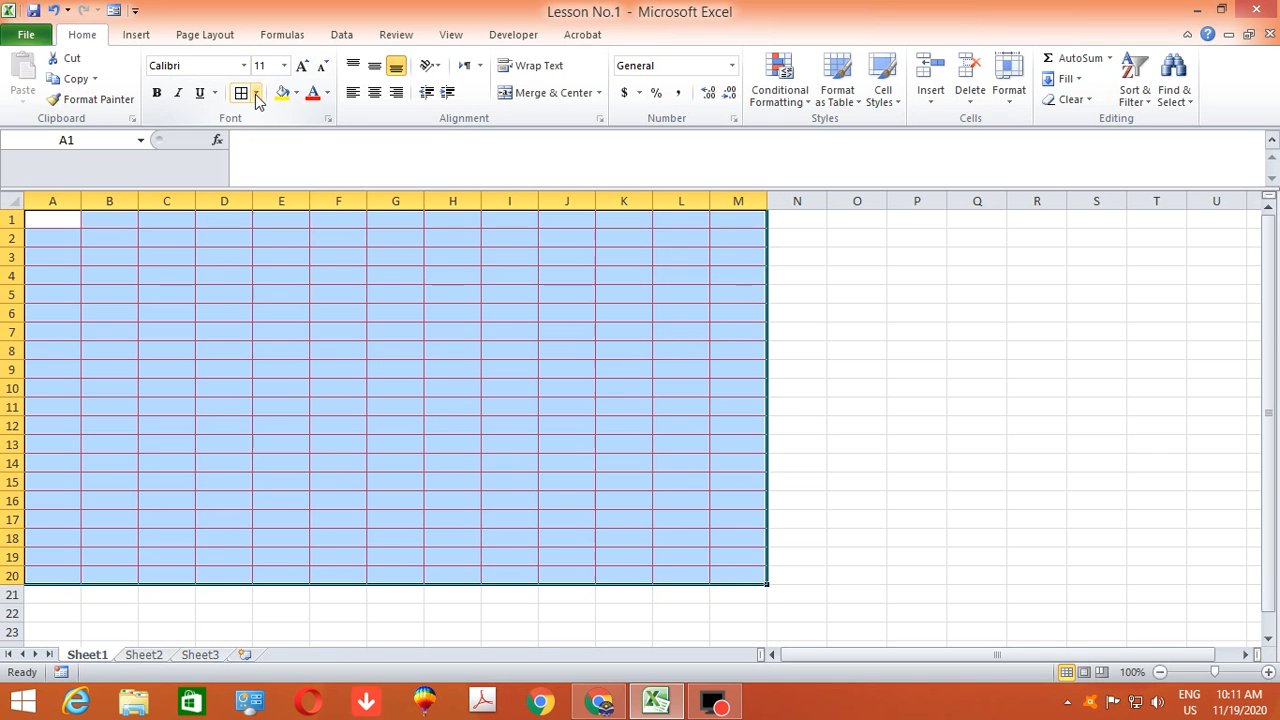 Lesson No.1 - Microsoft Excel
File Home Insert Page Layout Formulas Data Review View Developer Acrobat
Paste
Cut
Copy
Format Painter
Clipboard
Calibri 11
B I U
Font
Wrap Text
Merge & Center
Alignment
General
$ % ,
Number
Conditional Formatting
Format as Table
Cell Styles
Styles
Insert
Delete
Format
Cells
AutoSum
Fill
Clear
Sort & Filter
Find & Select
Editing
A1 fx
A B C D E F G H I J K L M N O P Q R S T U
1
2
3
4
5
6
7
8
9
10
11
12
13
14
15
16
17
18
19
20
21
22
23
Sheet1 Sheet2 Sheet3
Ready 100%
ENG 10:11 AM
US 11/19/2020